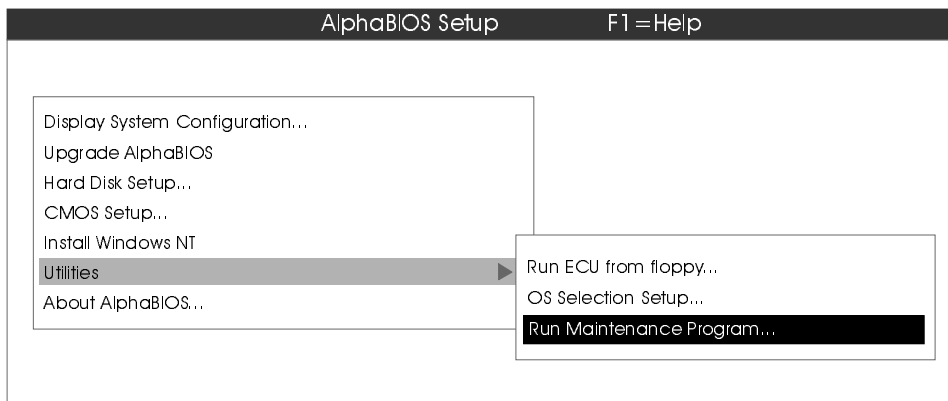 AlphaBIOS Setup F1=Help
Display System Configuration...
Upgrade AlphaBIOS
Hard Disk Setup...
CMOS Setup...
Install Windows NT
Utilities
About AlphaBIOS...
Run ECU from floppy...
OS Selection Setup...
Run Maintenance Program...